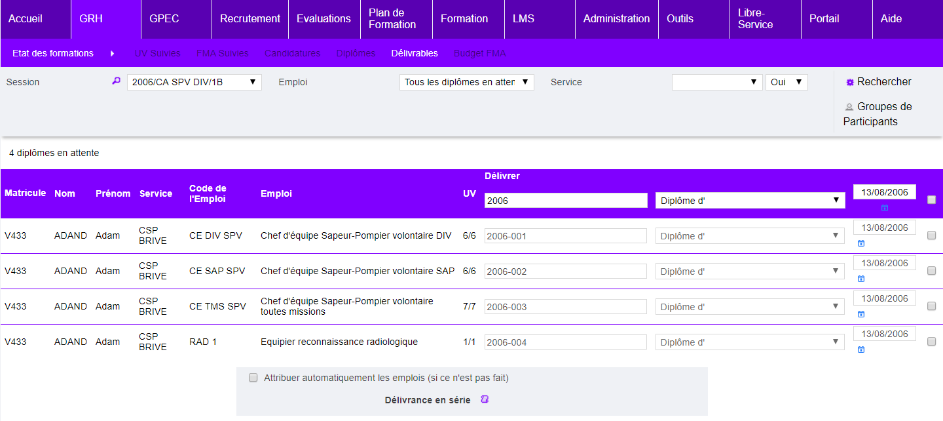 Accueil GRH GPEC Recrutement Evaluations Plan de Formation Formation LMS Administration Outils Libre-Service Portail Aide
Etat des formations UV Suivies FMA Suivies Candidatures Diplômes Délivrables Budget FMA
Session 2006/CA SPV DIV/1B Emploi Tous les diplômes en atten Service Oui Rechercher
Groupes de
Participants
4 diplômes en attente
Délivrer
Matricule Nom Prénom Service Code de l'Emploi Emploi UV 2006 Diplôme d' 13/08/2006
V433 ADAND Adam CSP BRIVE CE DIV SPV Chef d'équipe Sapeur-Pompier volontaire DIV 6/6 2006-001 Diplôme d' 13/08/2006
V433 ADAND Adam CSP BRIVE CE SAP SPV Chef d'équipe Sapeur-Pompier volontaire SAP 6/6 2006-002 Diplôme d' 13/08/2006
V433 ADAND Adam CSP BRIVE CE TMS SPV Chef d'équipe Sapeur-Pompier volontaire toutes missions 7/7 2006-003 Diplôme d' 13/08/2006
V433 ADAND Adam CSP BRIVE RAD 1 Equipier reconnaissance radiologique 1/1 2006-004 Diplôme d' 13/08/2006
Attribuer automatiquement les emplois (si ce n'est pas fait)
Délivrance en série